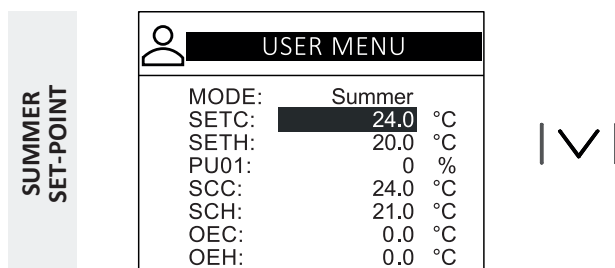 SUMMER
SET-POINT
USER MENU
MODE: Summer
SETC: 24.0 °C
SETH: 20.0 °C
PU01: 0 %
SCC: 24.0 °C
SCH: 21.0 °C
OEC: 0.0 °C
OEH: 0.0 °C